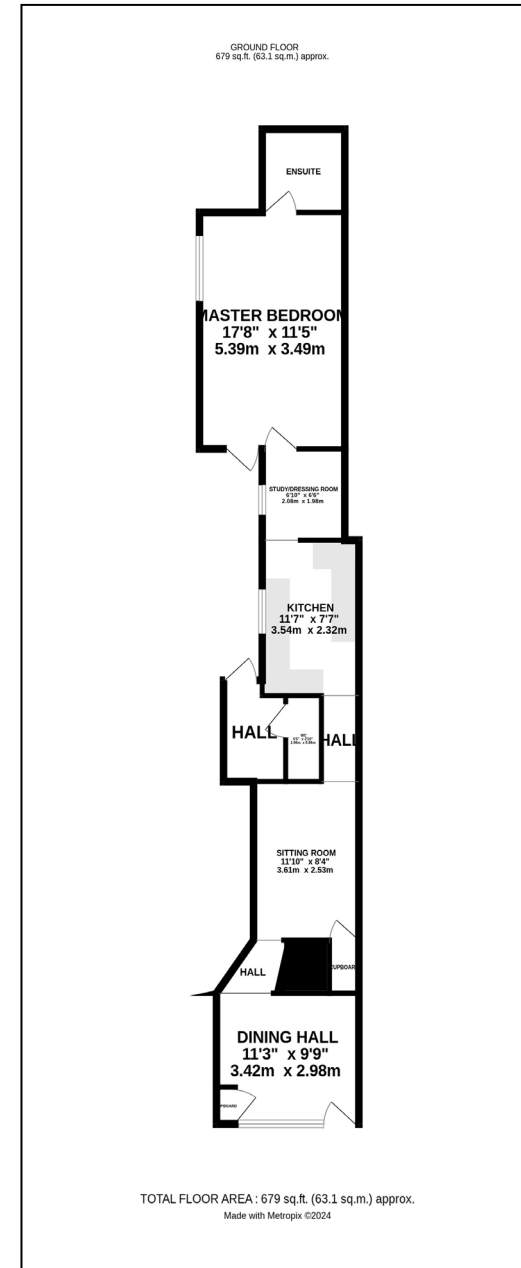 GROUND FLOOR
679 sq.ft. (63.1 sq.m.) approx.
ENSUITE
MASTER BEDROOM
17'8" x 11'5"
5.39m x 3.49m
STUDY/DRESSING ROOM
6'10" x 6'6"
2.08m x 1.98m
KITCHEN
11'7" x 7'7"
3.54m x 2.32m
HALL
WC
HALL
SITTING ROOM
11'10" x 8'4"
3.61m x 2.53m
HALL
CUPBOARD
DINING HALL
11'3" x 9'9"
3.42m x 2.98m
TOTAL FLOOR AREA : 679 sq.ft. (63.1 sq.m.) approx.
Made with Metropix ©2024